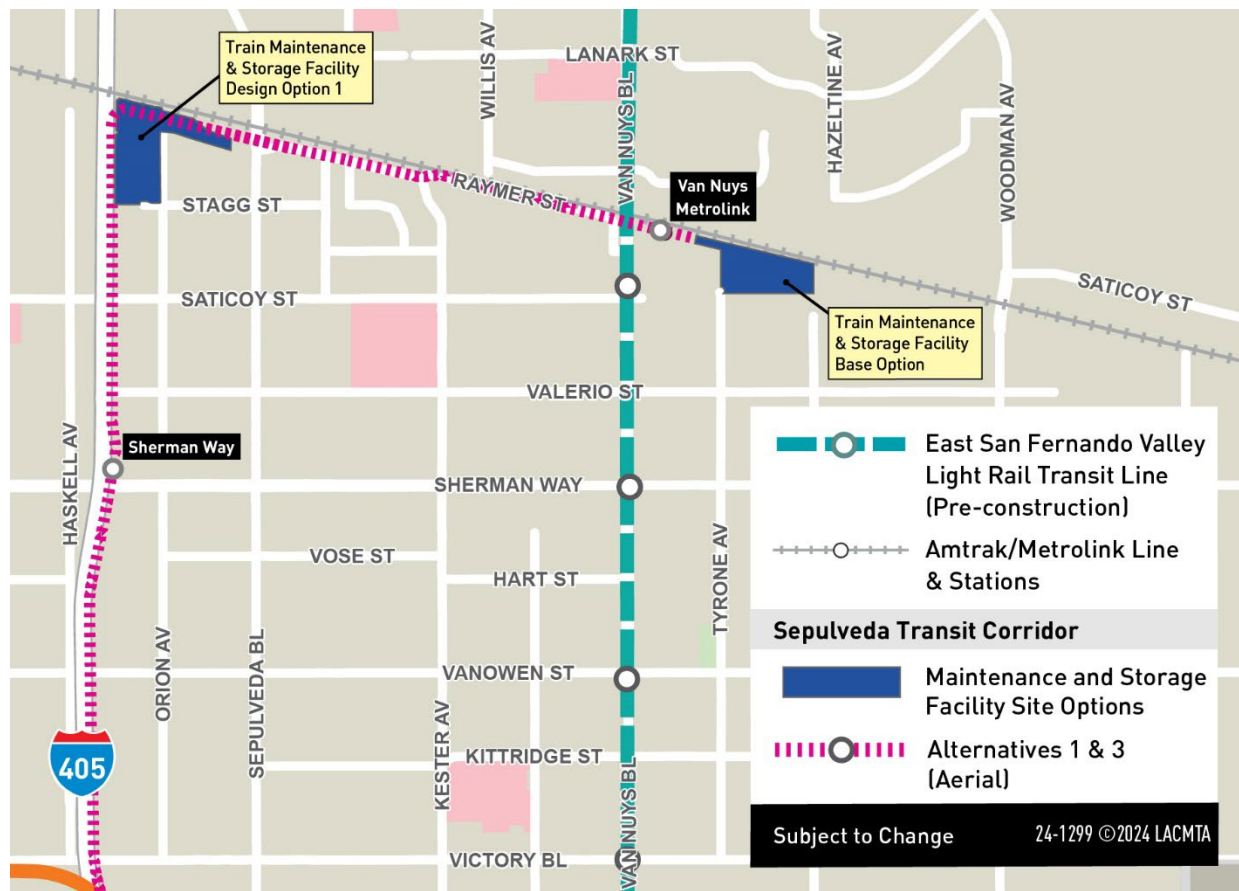 Train Maintenance
& Storage Facility
Design Option 1
WILLIS AV
LANARK ST
VAN NUYS BL
HAZELTINE AV
WOODMAN AV
STAGG ST
RAYMER ST
Van Nuys
Metrolink
SATICOY ST
SATICOY ST
Train Maintenance
& Storage Facility
Base Option
VALERIO ST
HASKELL AV
Sherman Way
SHERMAN WAY
VOSE ST
HART ST
TYRONE AV
ORION AV
SEPULVEDA BL
VANOWEN ST
KESTER AV
KITTRIDGE ST
405
VAN NUYS BL
VICTORY BL
East San Fernando Valley
Light Rail Transit Line
(Pre-construction)
Amtrak/Metrolink Line
& Stations
Sepulveda Transit Corridor
Maintenance and Storage
Facility Site Options
Alternatives 1 & 3
(Aerial)
Subject to Change
24-1299 ©2024 LACMTA